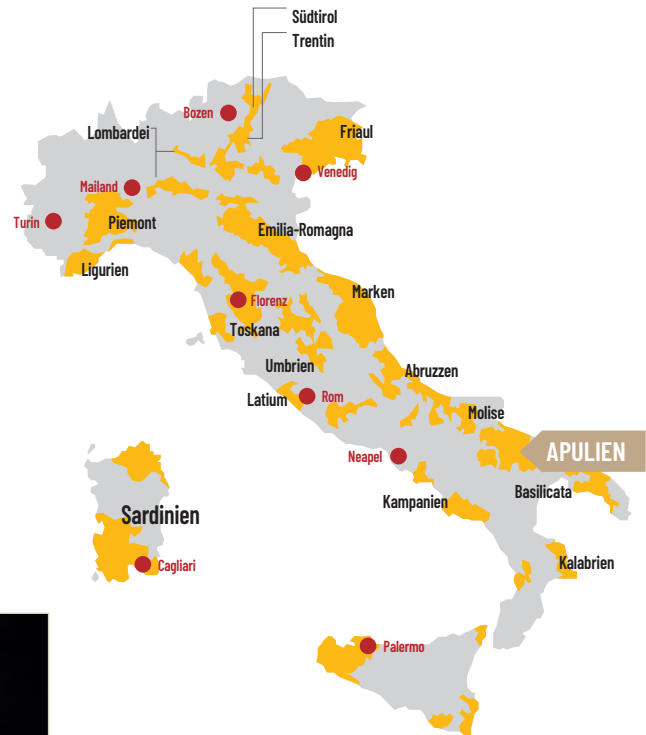 Südtirol
Trentin
Bozen
Lombardei
Friaul
Venedig
Mailand
Turin
Piemont
Emilia-Romagna
Ligurien
Marken
Florenz
Toskana
Umbrien
Abruzzen
Latium
Rom
Molise
APULIEN
Neapel
Basilicata
Kampanien
Sardinien
Kalabrien
Cagliari
Palermo